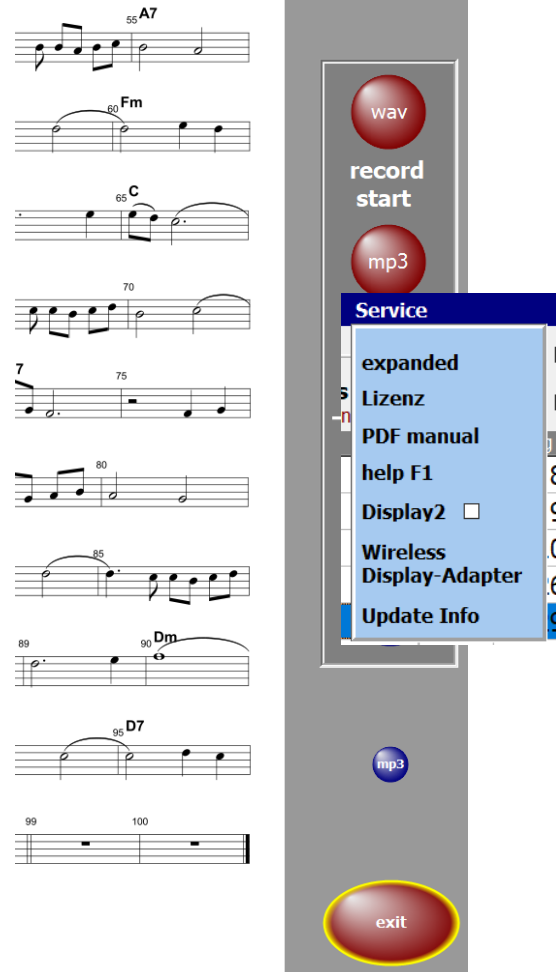 55 A7
60 Fm
65 C
70
7
75
80
85
89
90 Dm
95 D7
99
100
wav
record
start
mp3
Service
expanded
Lizenz
PDF manual
help F1
Display2
Wireless
Display-Adapter
Update Info
mp3
exit